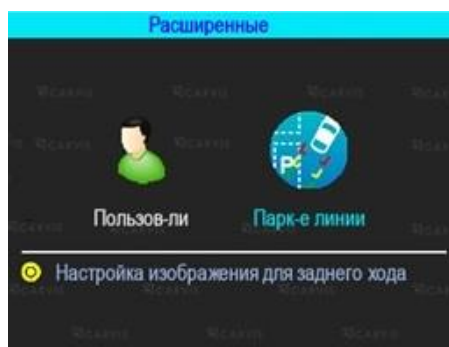 Расширенные
Пользов-ли
Парк-е линии
Настройка изображения для заднего хода